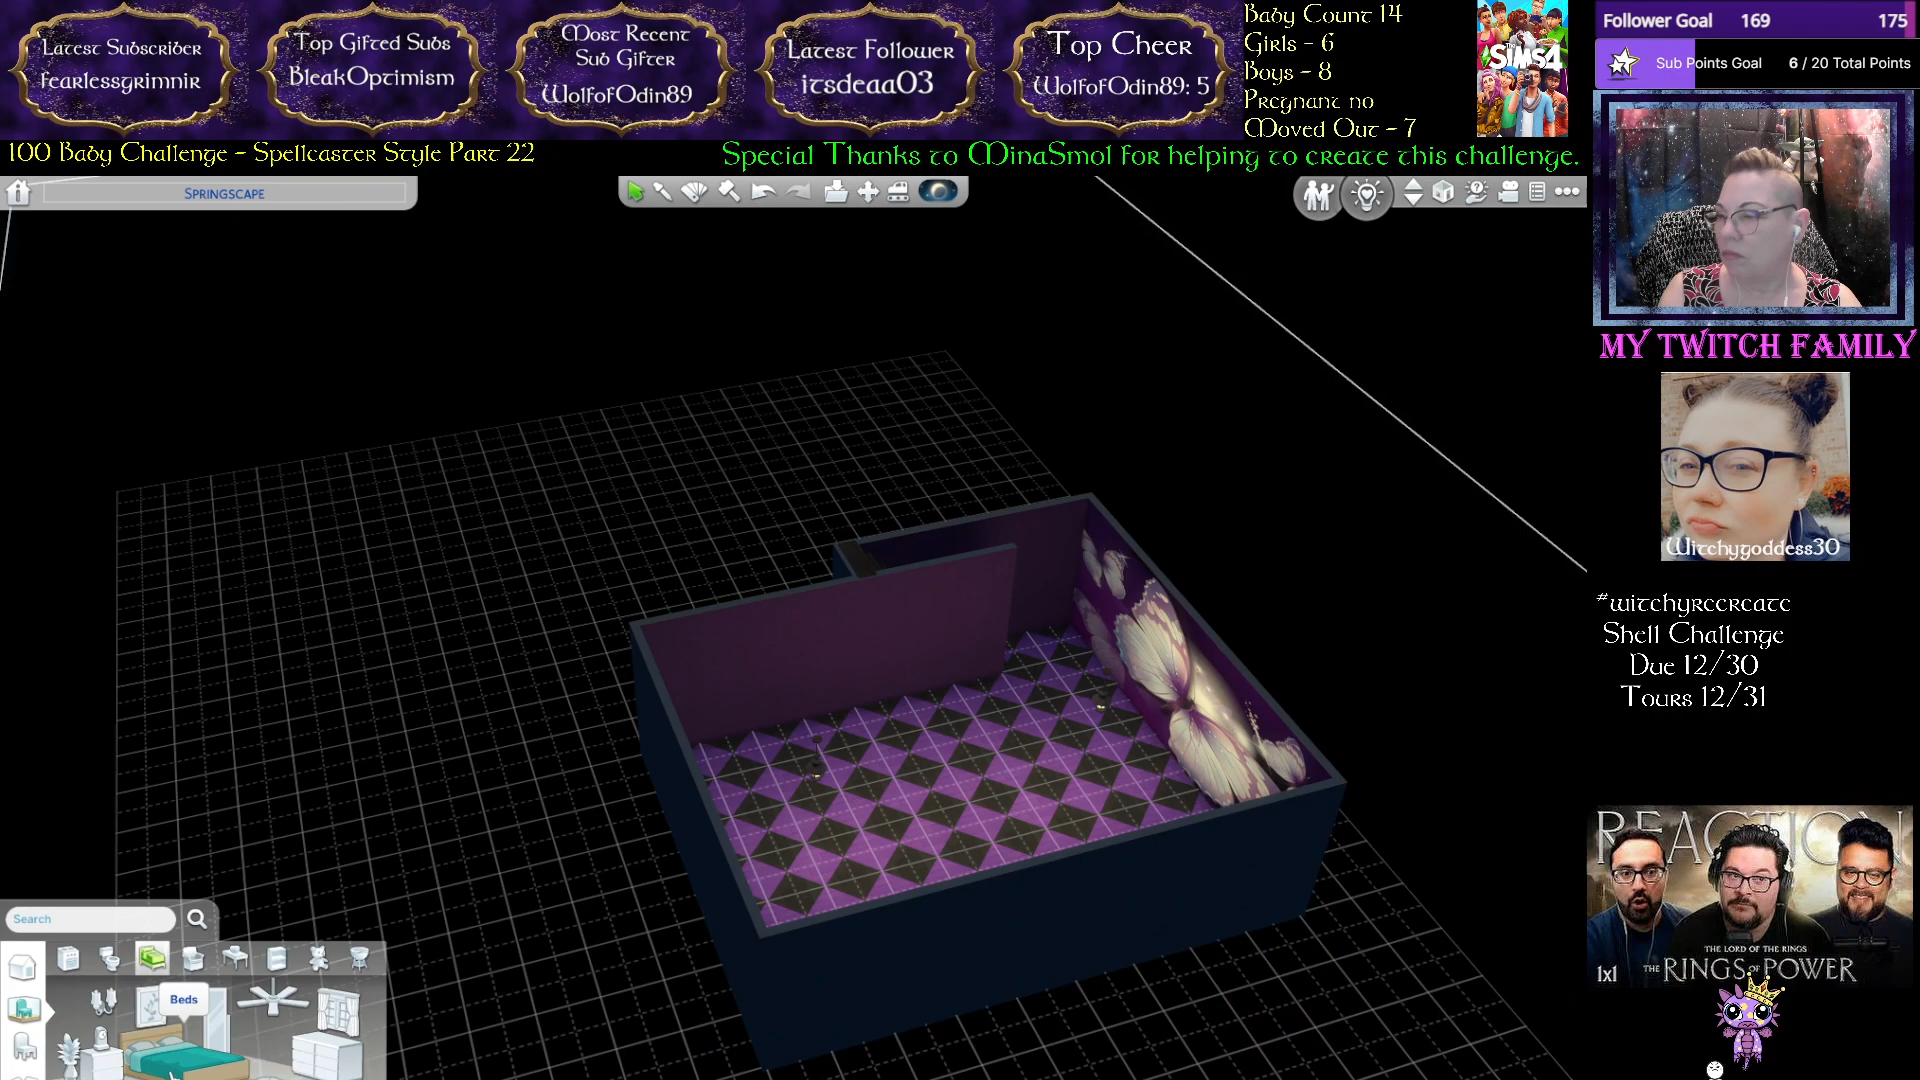 Latest Subscriber
fearlessgrimnir
Top Gifted Subs
BleakOptimism
Most Recent
Sub Gifter
WolfofOdin89
Latest Follower
itsdeaa03
Top Cheer
WolfofOdin89: 5
Baby Count 14
Girls - 6
Boys - 8
Pregnant no
Moved Out - 7
THE SIMS 4
Follower Goal 169 175
Sub Points Goal 6 / 20 Total Points
100 Baby Challenge - Spellcaster Style Part 22
Special Thanks to MinaSmol for helping to create this challenge.
Springscape
MY TWITCH FAMILY
Witchygoddess30
#witchyrecreate
Shell Challenge
Due 12/30
Tours 12/31
REACTION
THE LORD OF THE RINGS
1x1 THE RINGS OF POWER
Search
Beds